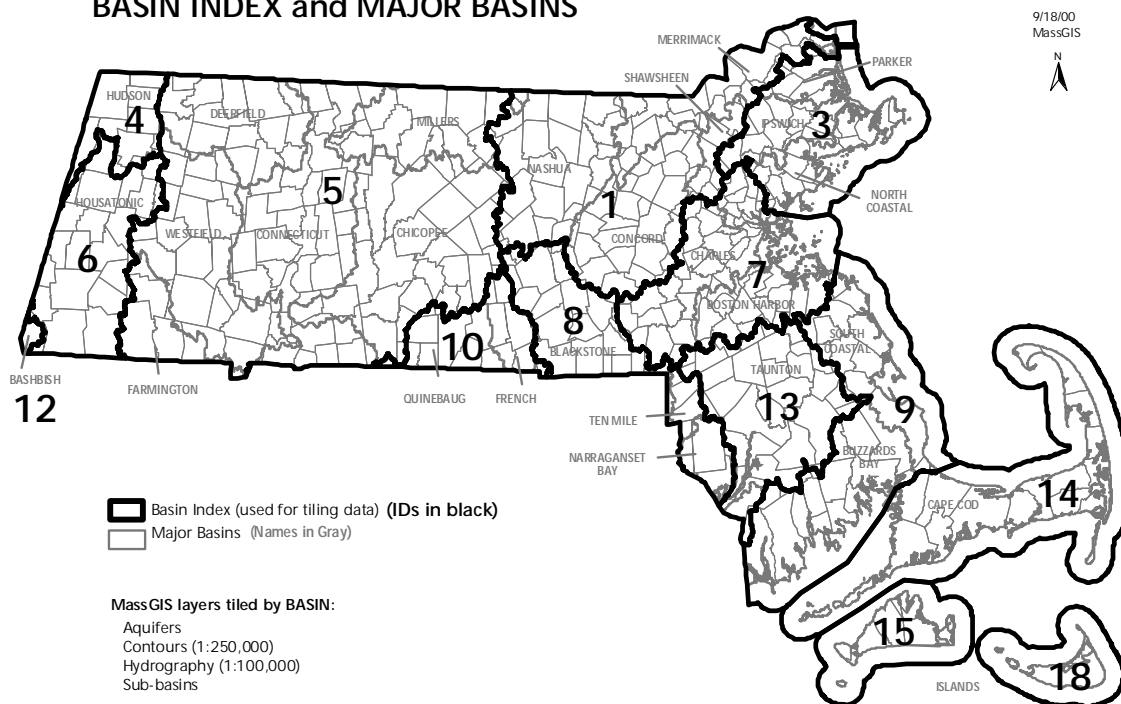 BASIN INDEX and MAJOR BASINS
9/18/00
MassGIS
N
MERRIMACK
PARKER
SHAWSHEEN
HUDSON
4
DEERFIELD
MILLERS
IPSWICH
3
NASHUA
5
1
NORTH
COASTAL
HOUSATONIC
WESTFIELD
CONNECTICUT
CHICOPEE
CONCORD
CHARLES
6
7
BOSTON HARBOR
8
10
BLACKSTONE
SOUTH
COASTAL
TAUNTON
BASHBISH
12
FARMINGTON
QUINEBAUG
FRENCH
TEN MILE
13
9
NARRAGANSET
BAY
BUZZARDS
BAY
14
CAPE COD
Basin Index (used for tiling data) (IDs in black)
Major Basins (Names in Gray)
MassGIS layers tiled by BASIN:
Aquifers
Contours (1:250,000)
Hydrography (1:100,000)
Sub-basins
15
18
ISLANDS